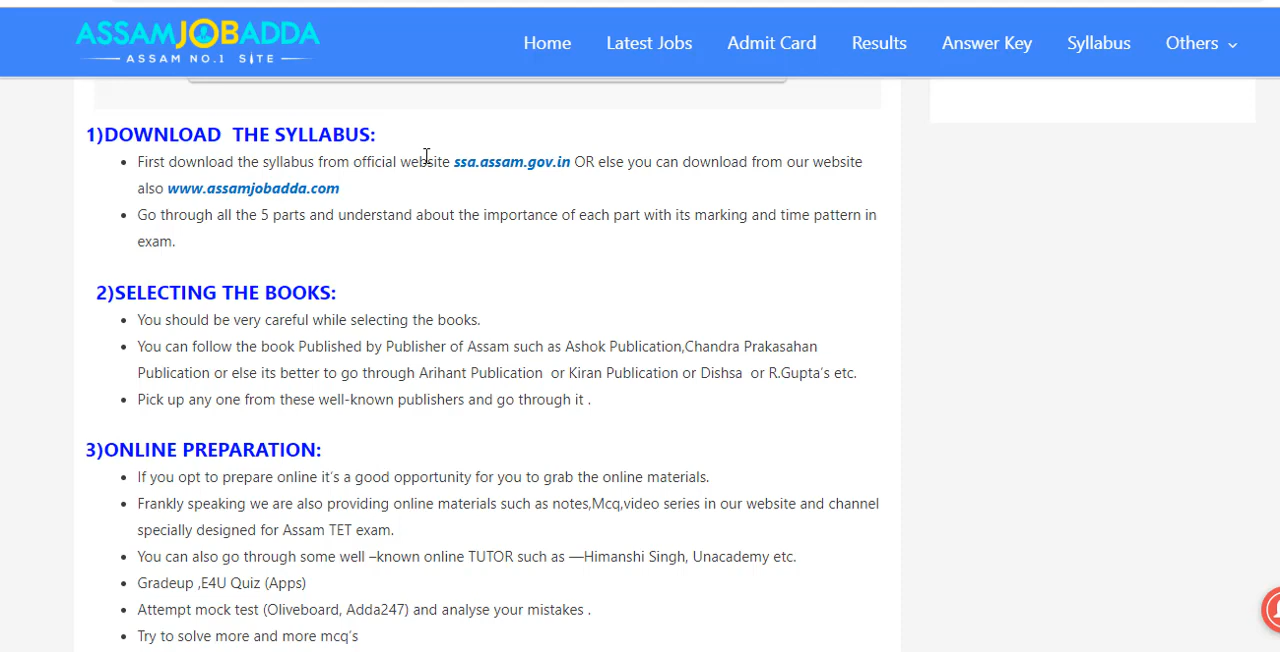 ASSAMJOBADDA
ASSAM NO.1 SITE
Home Latest Jobs Admit Card Results Answer Key Syllabus Others
1)DOWNLOAD THE SYLLABUS:
First download the syllabus from official website ssa.assam.gov.in OR else you can download from our website
also www.assamjobadda.com
Go through all the 5 parts and understand about the importance of each part with its marking and time pattern in
exam.
2)SELECTING THE BOOKS:
You should be very careful while selecting the books.
You can follow the book Published by Publisher of Assam such as Ashok Publication,Chandra Prakasahan
Publication or else its better to go through Arihant Publication or Kiran Publication or Dishsa or R.Gupta’s etc.
Pick up any one from these well-known publishers and go through it .
3)ONLINE PREPARATION:
If you opt to prepare online it’s a good opportunity for you to grab the online materials.
Frankly speaking we are also providing online materials such as notes,Mcq,video series in our website and channel
specially designed for Assam TET exam.
You can also go through some well –known online TUTOR such as —Himanshi Singh, Unacademy etc.
Gradeup ,E4U Quiz (Apps)
Attempt mock test (Oliveboard, Adda247) and analyse your mistakes .
Try to solve more and more mcq’s